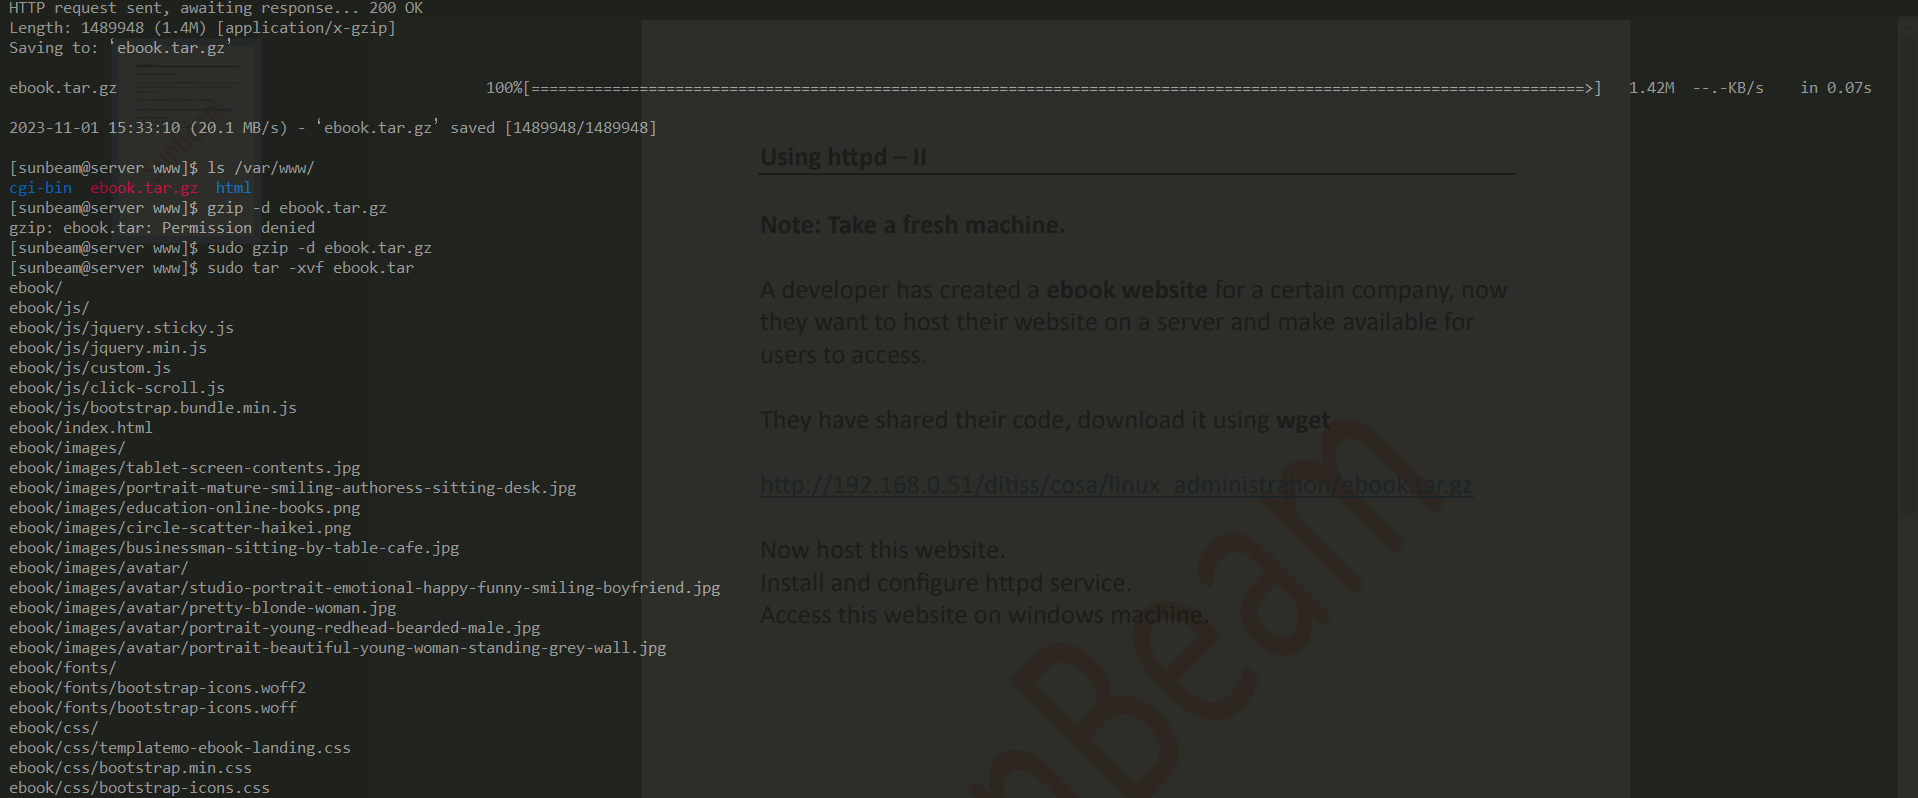 HTTP request sent, awaiting response... 200 OK
Length: 1489948 (1.4M) [application/x-gzip]
Saving to: ‘ebook.tar.gz’
ebook.tar.gz 100%[=====================================================================================================================>] 1.42M --.-KB/s in 0.07s
2023-11-01 15:33:10 (20.1 MB/s) - ‘ebook.tar.gz’ saved [1489948/1489948]
[sunbeam@server www]$ ls /var/www/
cgi-bin ebook.tar.gz html
[sunbeam@server www]$ gzip -d ebook.tar.gz
gzip: ebook.tar: Permission denied
[sunbeam@server www]$ sudo gzip -d ebook.tar.gz
[sunbeam@server www]$ sudo tar -xvf ebook.tar
ebook/
ebook/js/
ebook/js/jquery.sticky.js
ebook/js/jquery.min.js
ebook/js/custom.js
ebook/js/click-scroll.js
ebook/js/bootstrap.bundle.min.js
ebook/index.html
ebook/images/
ebook/images/tablet-screen-contents.jpg
ebook/images/portrait-mature-smiling-authoress-sitting-desk.jpg
ebook/images/education-online-books.png
ebook/images/circle-scatter-haikei.png
ebook/images/businessman-sitting-by-table-cafe.jpg
ebook/images/avatar/
ebook/images/avatar/studio-portrait-emotional-happy-funny-smiling-boyfriend.jpg
ebook/images/avatar/pretty-blonde-woman.jpg
ebook/images/avatar/portrait-young-redhead-bearded-male.jpg
ebook/images/avatar/portrait-beautiful-young-woman-standing-grey-wall.jpg
ebook/fonts/
ebook/fonts/bootstrap-icons.woff2
ebook/fonts/bootstrap-icons.woff
ebook/css/
ebook/css/templatemo-ebook-landing.css
ebook/css/bootstrap.min.css
ebook/css/bootstrap-icons.css
Using httpd – II
Note: Take a fresh machine.
A developer has created a ebook website for a certain company, now
they want to host their website on a server and make available for
users to access.
They have shared their code, download it using wget
http://192.168.0.51/ditiss/cosa/linux_administration/ebook.tar.gz
Now host this website.
Install and configure httpd service.
Access this website on windows machine.